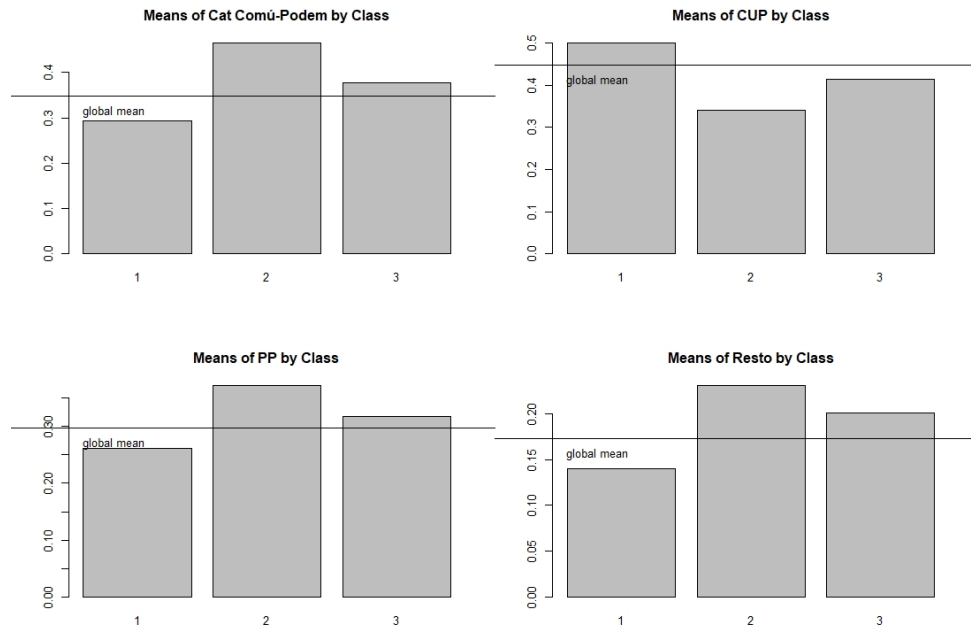 Means of Cat Comú-Podem by Class
0.4
0.3
0.2
0.1
0.0
global mean
1 2 3
Means of CUP by Class
0.5
0.4
0.3
0.2
0.1
0.0
global mean
1 2 3
Means of PP by Class
0.30
0.20
0.10
0.00
global mean
1 2 3
Means of Resto by Class
0.20
0.15
0.10
0.05
0.00
global mean
1 2 3